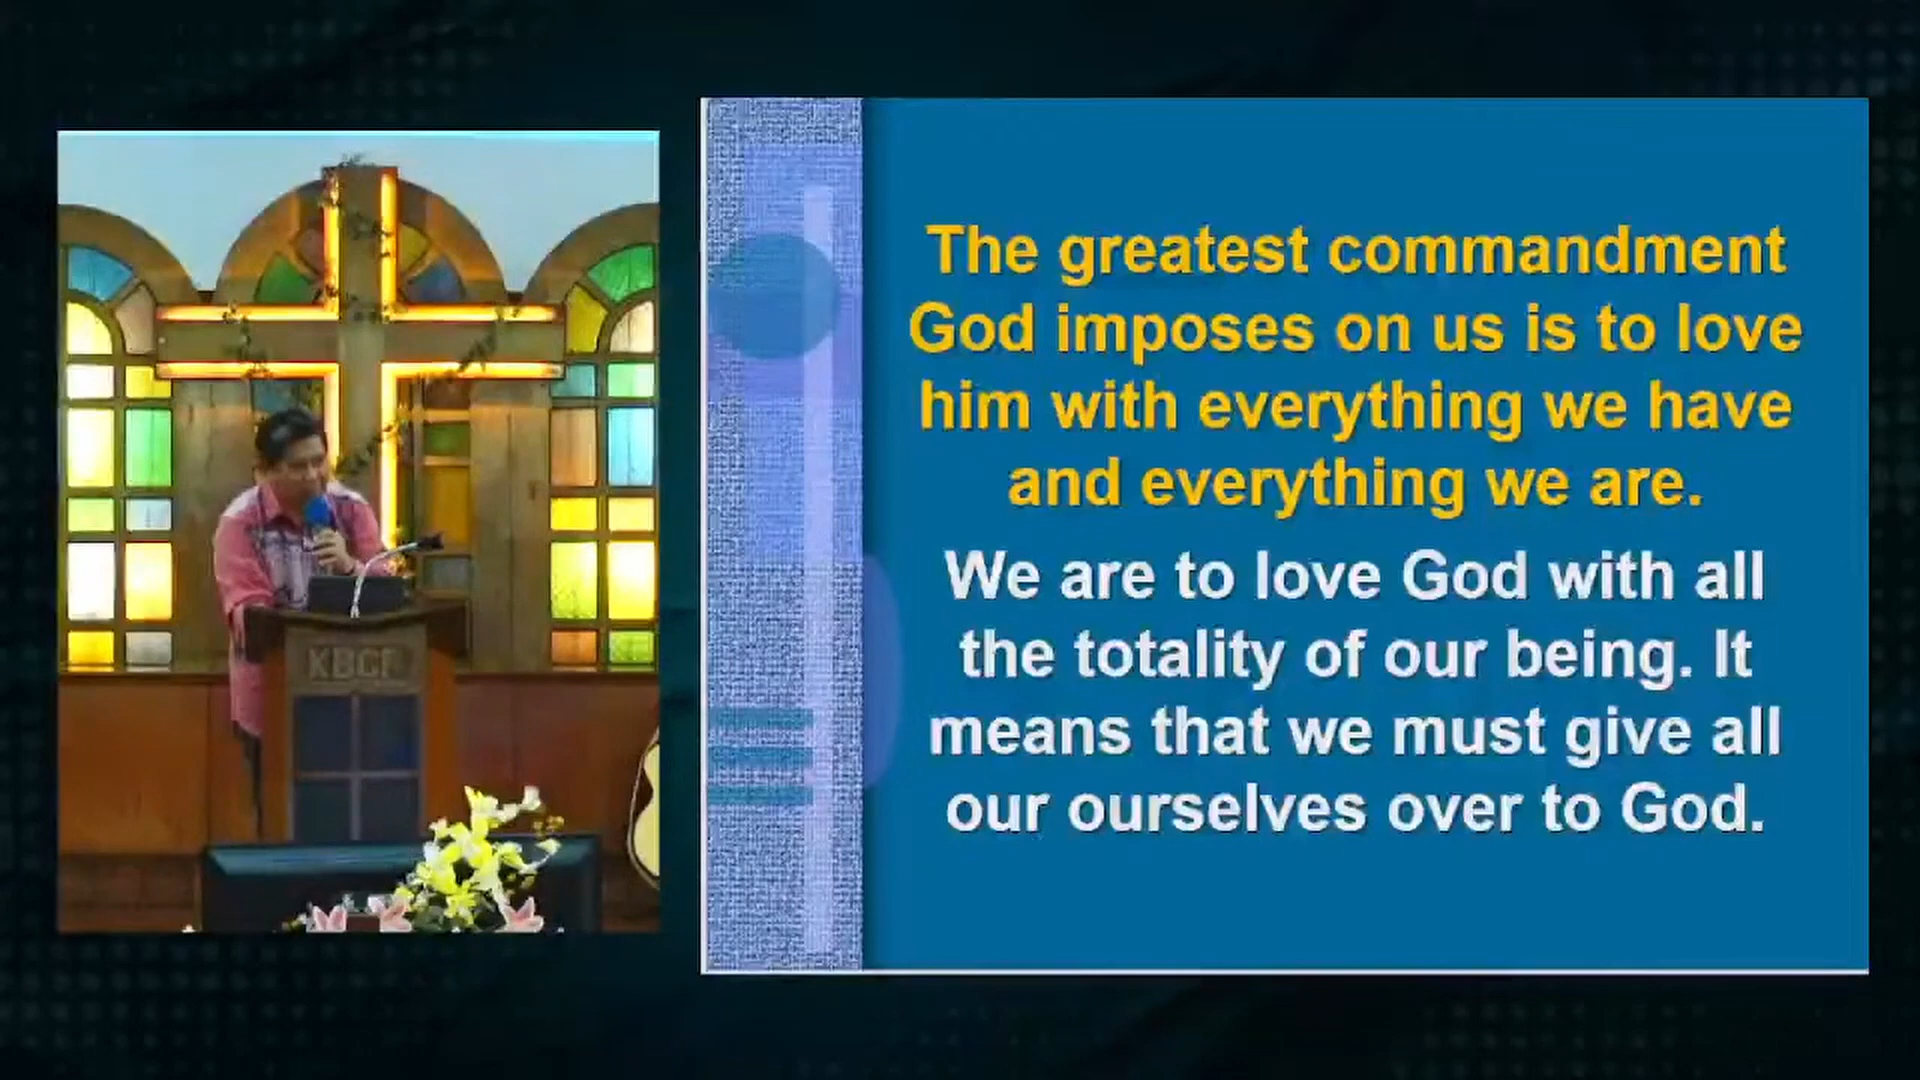 KBCF
The greatest commandment
God imposes on us is to love
him with everything we have
and everything we are.
We are to love God with all
the totality of our being. It
means that we must give all
our ourselves over to God.